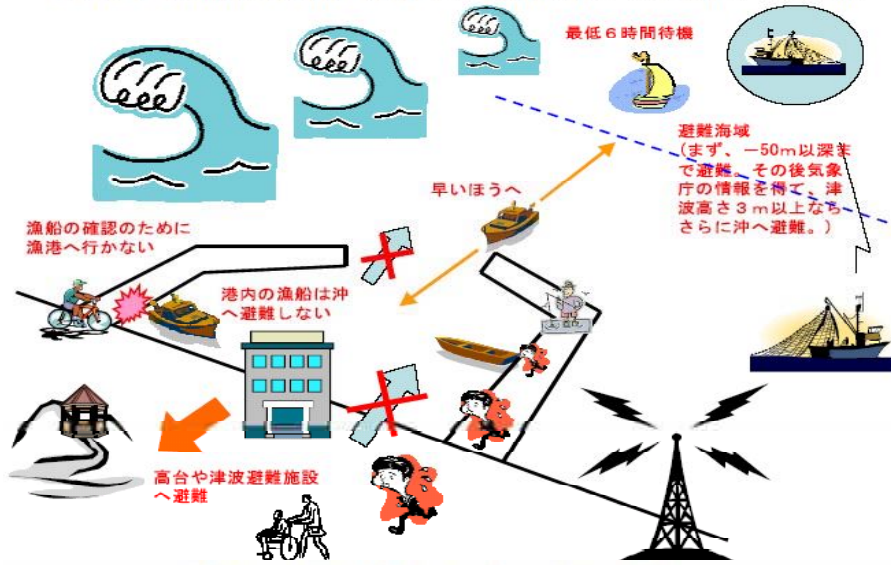 最低６時間待機
避難海域
(まず、－50ｍ以深ま
で避難。その後気象
庁の情報を得て、津
波高さ３ｍ以上なら
さらに沖へ避難。)
早いほうへ
漁船の確認のために
漁港へ行かない
港内の漁船は沖
へ避難しない
高台や津波避難施設
へ避難